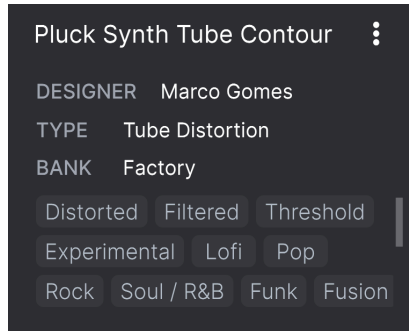 Pluck Synth Tube Contour
DESIGNER Marco Gomes
TYPE Tube Distortion
BANK Factory
Distorted Filtered Threshold
Experimental Lofi Pop
Rock Soul / R&B Funk Fusion